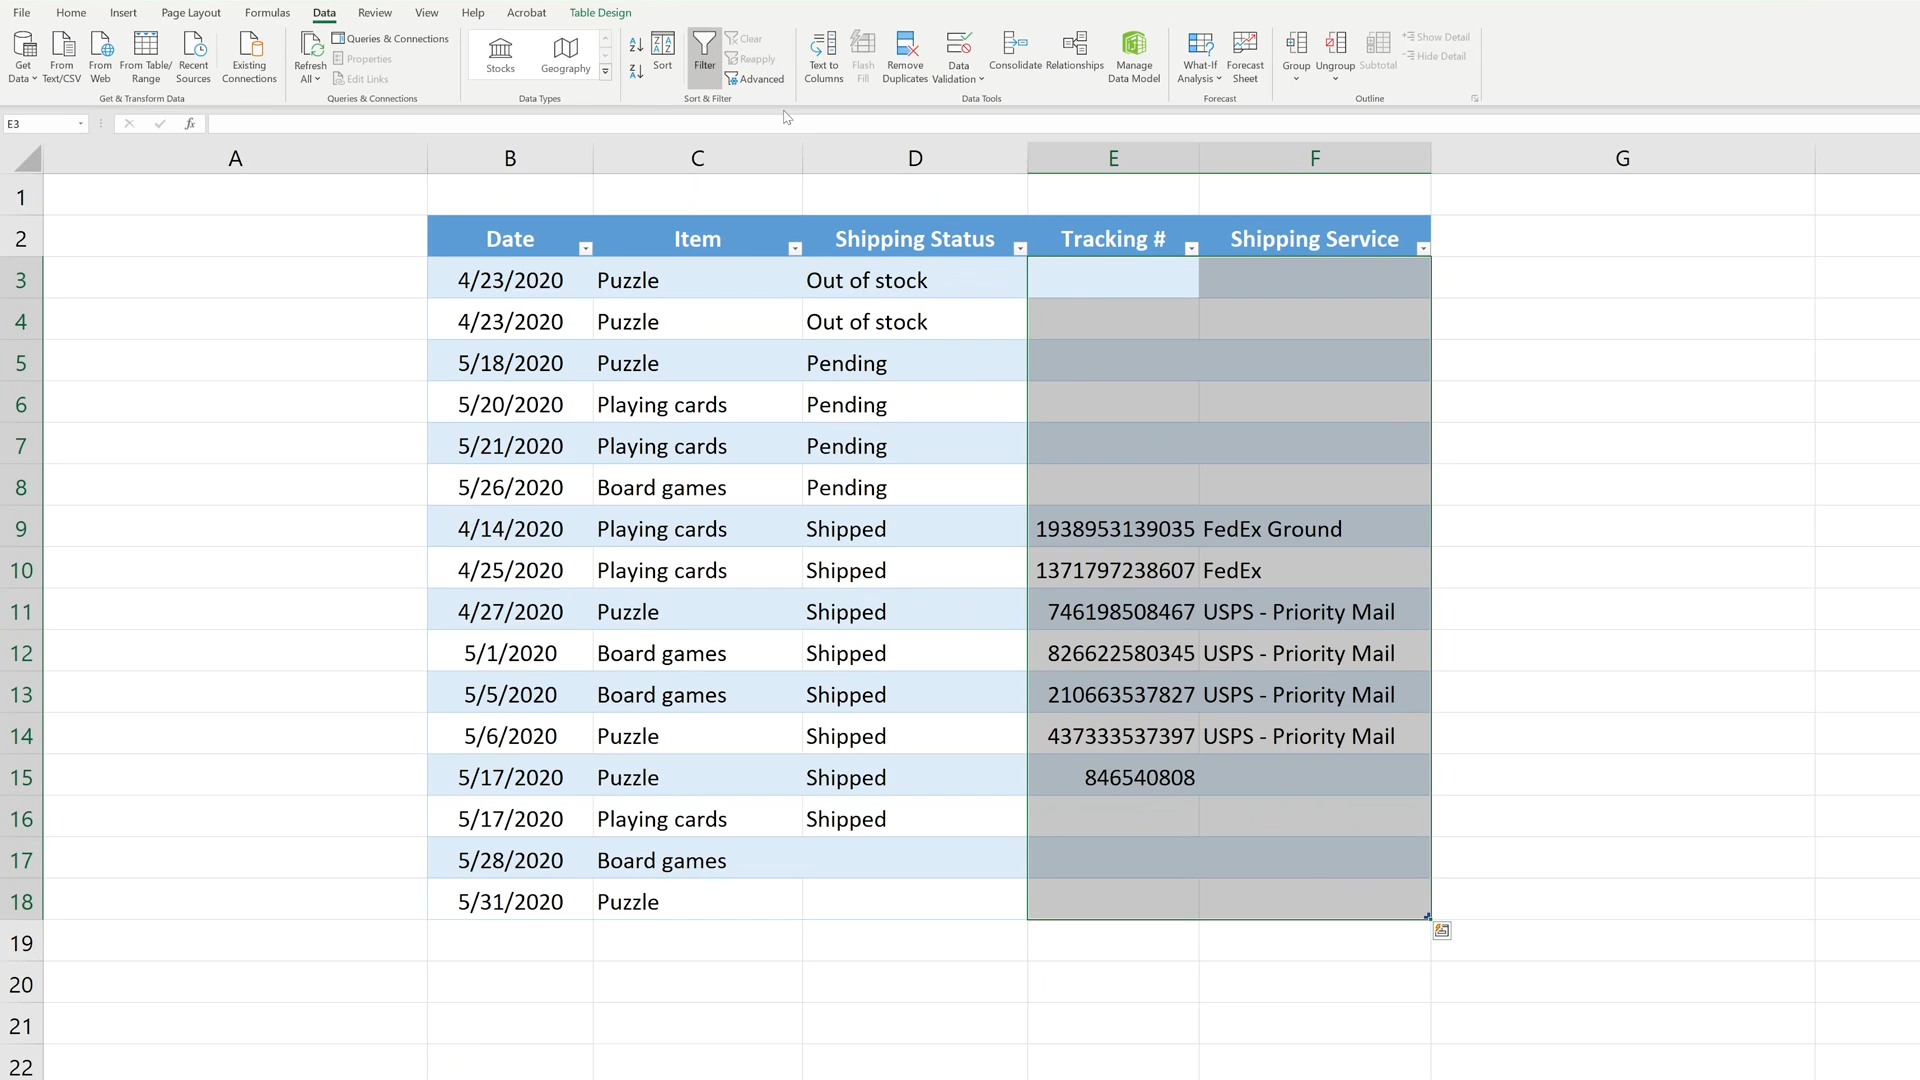 File Home Insert Page Layout Formulas Data Review View Help Acrobat Table Design
Get Data From Text/CSV From Web From Table/ Range Recent Sources Existing Connections
Get & Transform Data
Refresh All Queries & Connections Properties Edit Links
Queries & Connections
Stocks Geography
Data Types
Sort Filter Clear Reapply Advanced
Sort & Filter
Text to Columns Flash Fill Remove Duplicates Data Validation Consolidate Relationships Manage Data Model
Data Tools
What-If Analysis Forecast Sheet
Forecast
Group Ungroup Subtotal Show Detail Hide Detail
Outline
E3 fx
A B C D E F G
1
2 Date Item Shipping Status Tracking # Shipping Service
3 4/23/2020 Puzzle Out of stock
4 4/23/2020 Puzzle Out of stock
5 5/18/2020 Puzzle Pending
6 5/20/2020 Playing cards Pending
7 5/21/2020 Playing cards Pending
8 5/26/2020 Board games Pending
9 4/14/2020 Playing cards Shipped 1938953139035 FedEx Ground
10 4/25/2020 Playing cards Shipped 1371797238607 FedEx
11 4/27/2020 Puzzle Shipped 746198508467 USPS - Priority Mail
12 5/1/2020 Board games Shipped 826622580345 USPS - Priority Mail
13 5/5/2020 Board games Shipped 210663537827 USPS - Priority Mail
14 5/6/2020 Puzzle Shipped 437333537397 USPS - Priority Mail
15 5/17/2020 Puzzle Shipped 846540808
16 5/17/2020 Playing cards Shipped
17 5/28/2020 Board games
18 5/31/2020 Puzzle
19
20
21
22